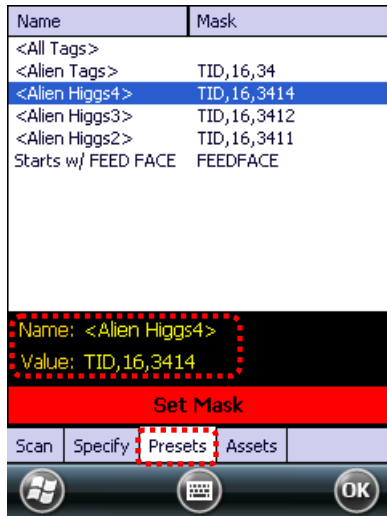 Name Mask
<All Tags>
<Alien Tags> TID,16,34
<Alien Higgs4> TID,16,3414
<Alien Higgs3> TID,16,3412
<Alien Higgs2> TID,16,3411
Starts w/ FEED FACE FEEDFACE
Name: <Alien Higgs4>
Value: TID,16,3414
Set Mask
Scan Specify Presets Assets
OK